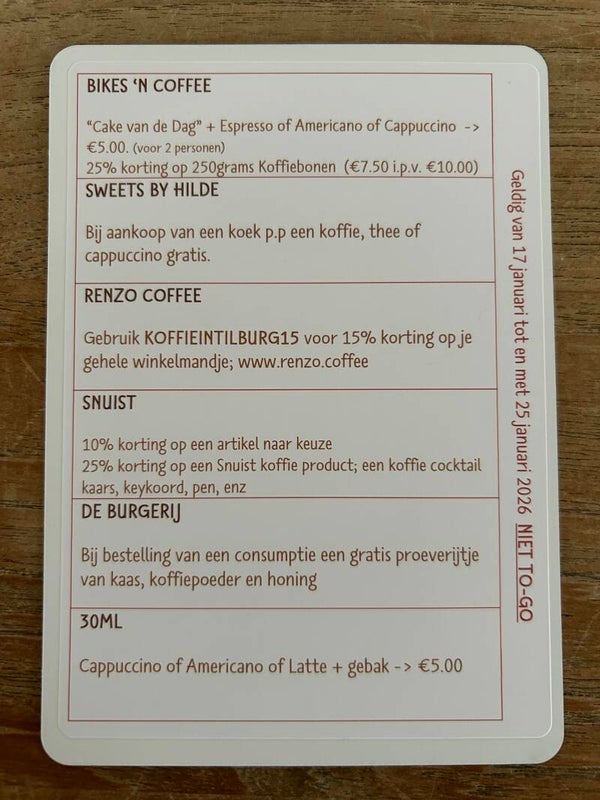 BIKES ‘N COFFEE
“Cake van de Dag” + Espresso of Americano of Cappuccino ->
€5.00. (voor 2 personen)
25% korting op 250grams Koffiebonen (€7.50 i.p.v. €10.00)
SWEETS BY HILDE
Bij aankoop van een koek p.p een koffie, thee of
cappuccino gratis.
RENZO COFFEE
Gebruik KOFFIEINTILBURG15 voor 15% korting op je
gehele winkelmandje; www.renzo.coffee
SNUIST
10% korting op een artikel naar keuze
25% korting op een Snuist koffie product; een koffie cocktail
kaars, keykoord, pen, enz
DE BURGERIJ
Bij bestelling van een consumptie een gratis proeverijtje
van kaas, koffiepoeder en honing
30ML
Cappuccino of Americano of Latte + gebak -> €5.00
Geldig van 17 januari tot en met 25 januari 2026 NIET TO-GO